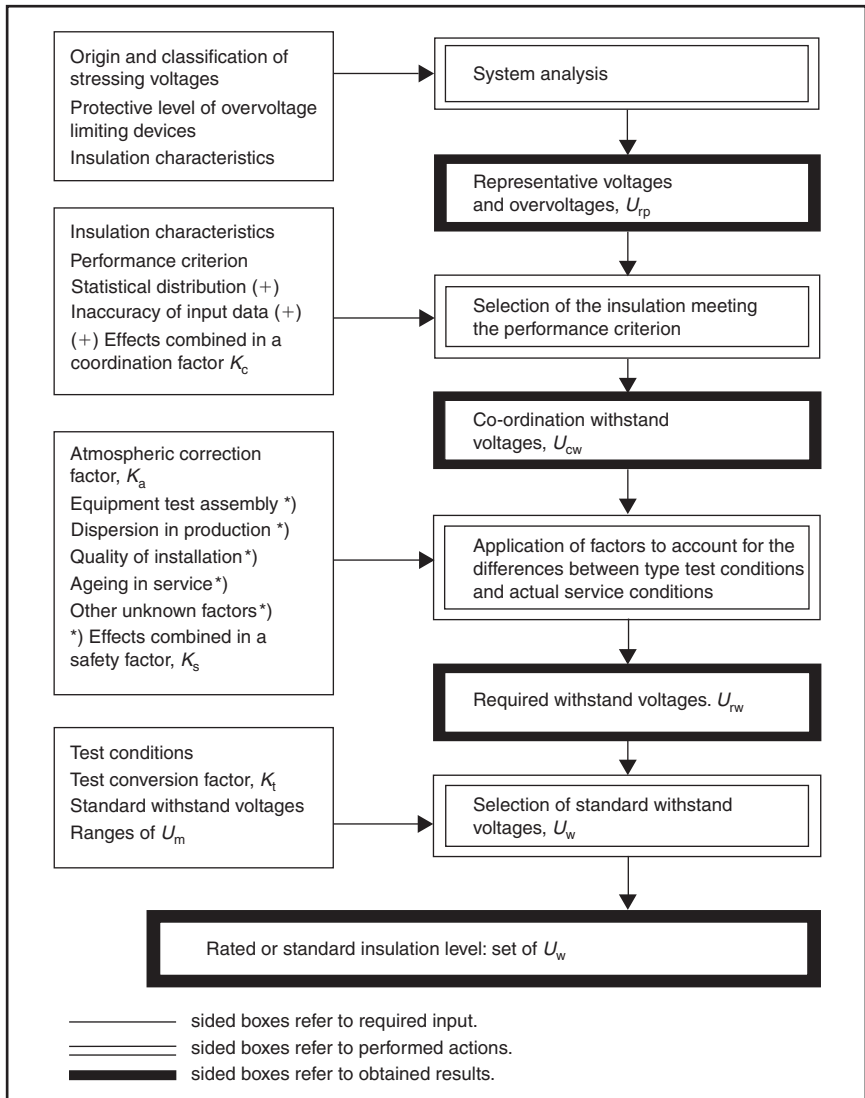 Origin and classification of
stressing voltages
Protective level of overvoltage
limiting devices
Insulation characteristics
System analysis
Representative voltages
and overvoltages, Urp
Insulation characteristics
Performance criterion
Statistical distribution (+)
Inaccuracy of input data (+)
(+) Effects combined in a
coordination factor Kc
Selection of the insulation meeting
the performance criterion
Co-ordination withstand
voltages, Ucw
Atmospheric correction
factor, Ka
Equipment test assembly *)
Dispersion in production *)
Quality of installation*)
Ageing in service*)
Other unknown factors*)
*) Effects combined in a
safety factor, Ks
Application of factors to account for the
differences between type test conditions
and actual service conditions
Required withstand voltages. Urw
Test conditions
Test conversion factor, Kt
Standard withstand voltages
Ranges of Um
Selection of standard withstand
voltages, Uw
Rated or standard insulation level: set of Uw
sided boxes refer to required input.
sided boxes refer to performed actions.
sided boxes refer to obtained results.